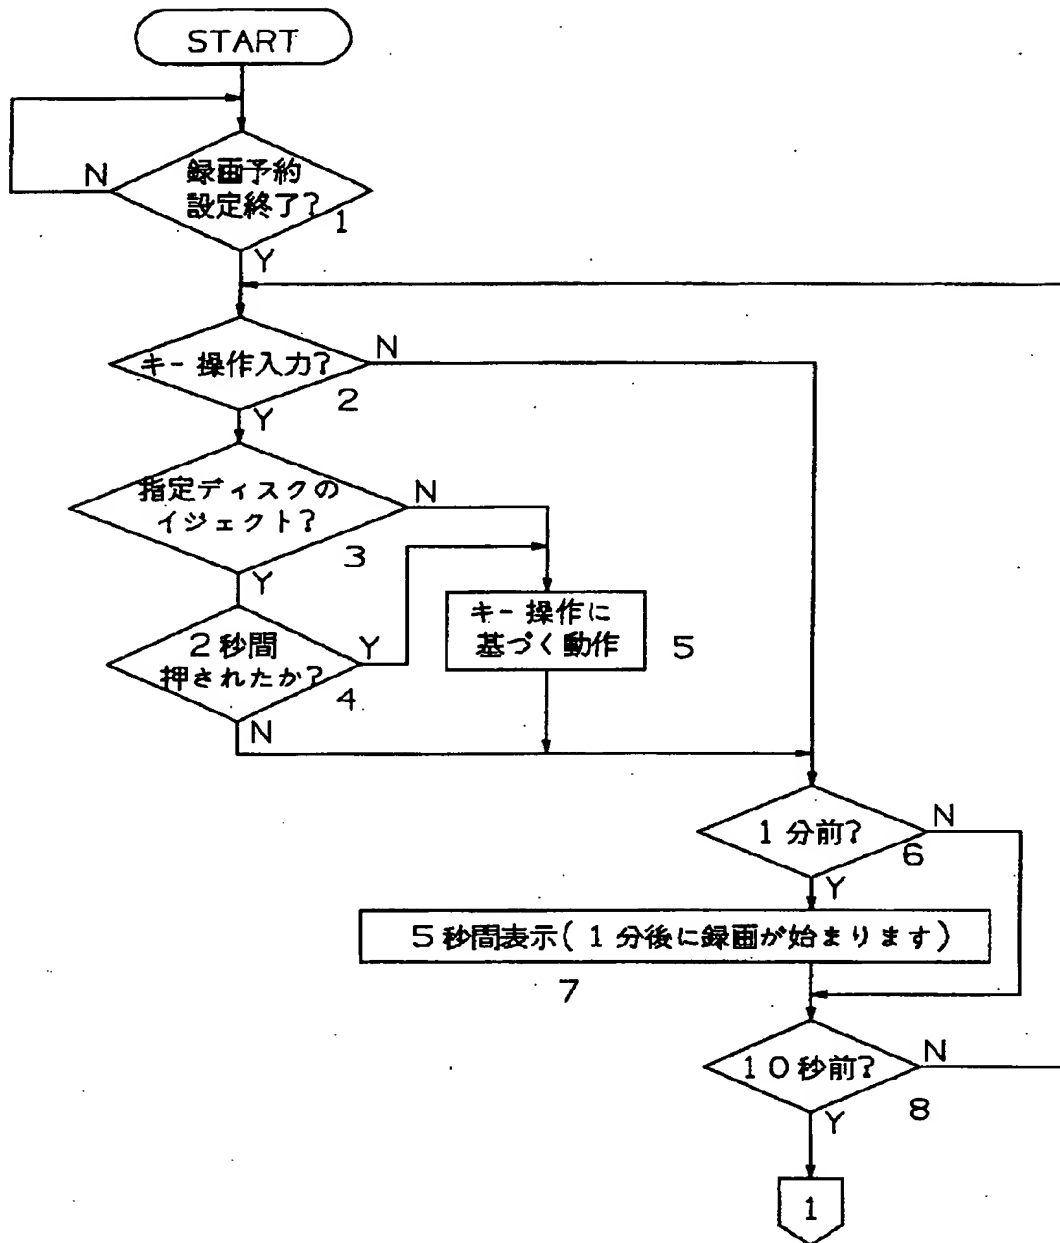 START
録画予約
設定終了?
N
1
Y
キー操作入力?
N
2
Y
指定ディスクの
イジェクト?
N
3
Y
キー操作に
基づく動作
5
2秒間
押されたか?
Y
4
N
1分前?
N
6
Y
5秒間表示(1分後に録画が始まります)
7
10秒前?
N
8
Y
1